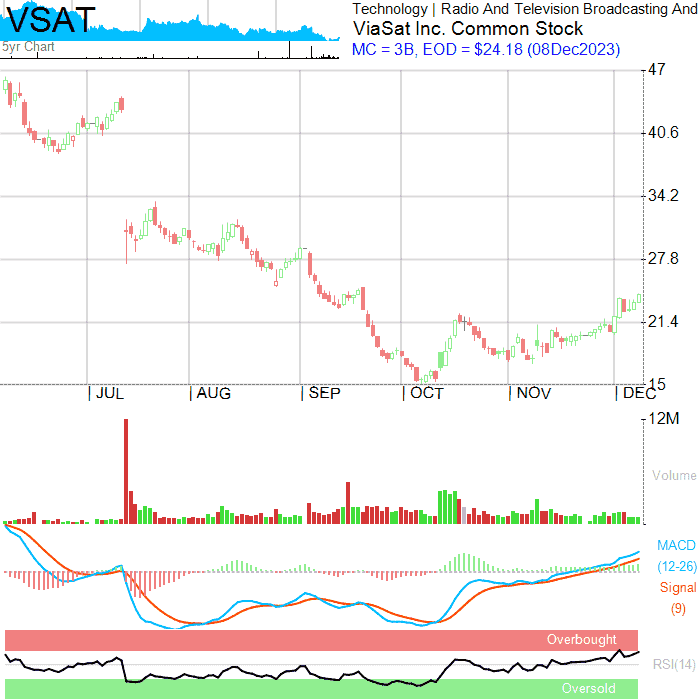 VSAT
5yr Chart
Technology | Radio And Television Broadcasting And
ViaSat Inc. Common Stock
MC = 3B, EOD = $24.18 (08Dec2023)
47
40.6
34.2
27.8
21.4
15
JUL
AUG
SEP
OCT
NOV
DEC
12M
Volume
MACD
(12-26)
Signal
(9)
Overbought
RSI(14)
Oversold